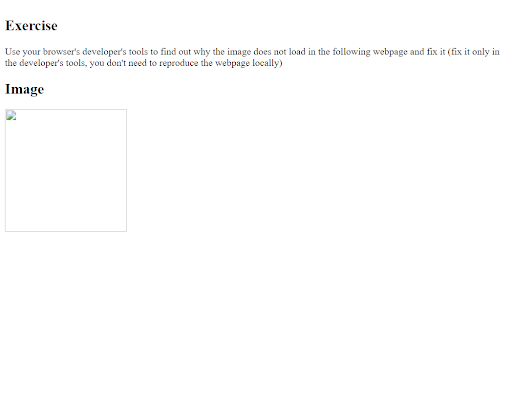 Exercise
Use your browser's developer's tools to find out why the image does not load in the following webpage and fix it (fix it only in
the developer's tools, you don't need to reproduce the webpage locally)
Image